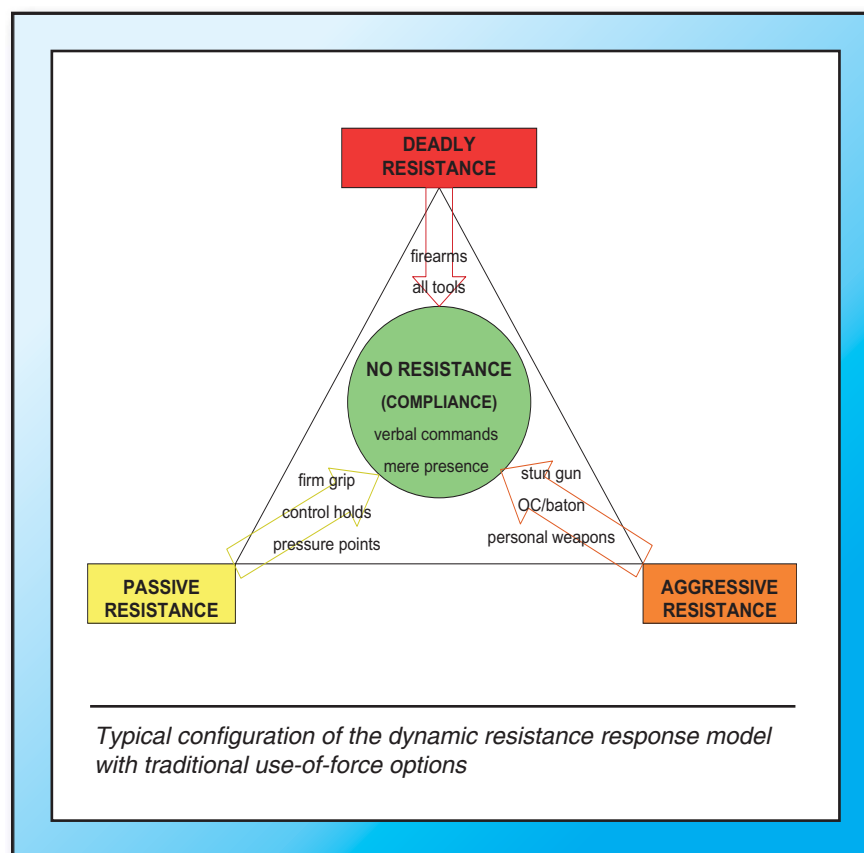 DEADLY
RESISTANCE
firearms
all tools
NO RESISTANCE
(COMPLIANCE)
verbal commands
mere presence
firm grip
control holds
pressure points
stun gun
OC/baton
personal weapons
PASSIVE
RESISTANCE
AGGRESSIVE
RESISTANCE
Typical configuration of the dynamic resistance response model
with traditional use-of-force options